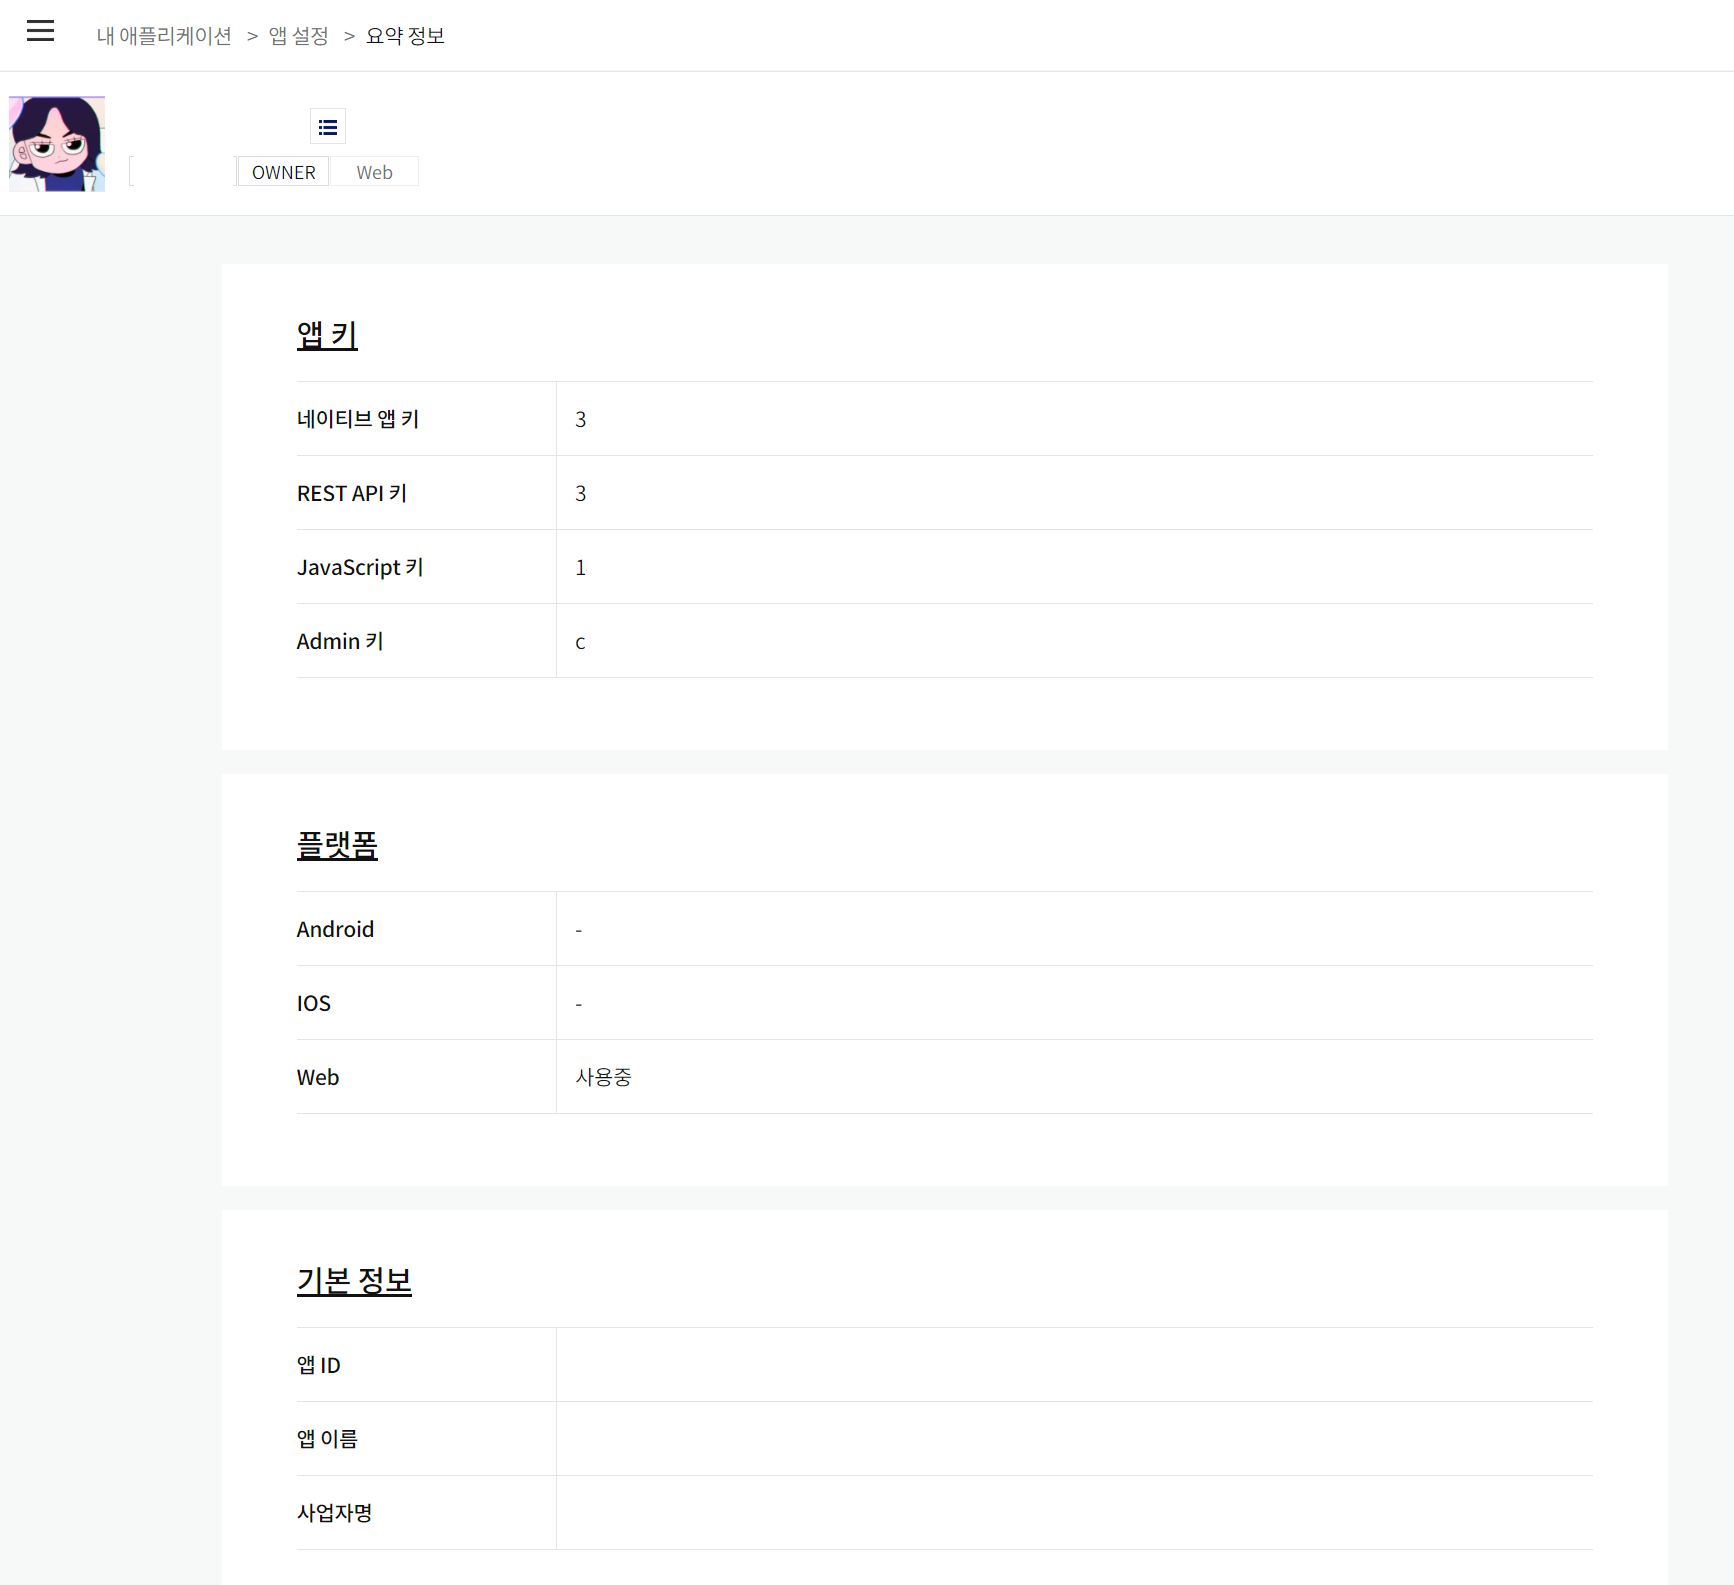 내 애플리케이션 > 앱 설정 > 요약 정보
OWNER Web
앱 키
네이티브 앱 키 3
REST API 키 3
JavaScript 키 1
Admin 키 c
플랫폼
Android -
IOS -
Web 사용중
기본 정보
앱 ID
앱 이름
사업자명